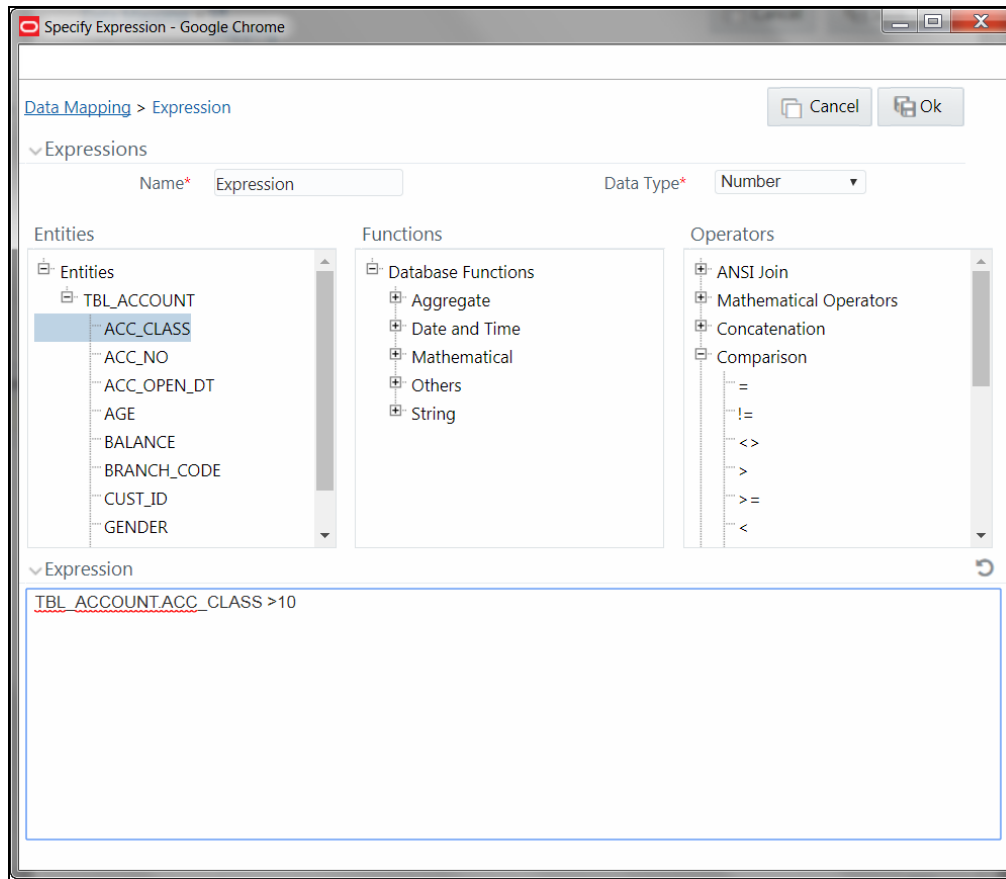 Specify Expression - Google Chrome
Data Mapping > Expression
Cancel
Ok
Expressions
Name* Expression
Data Type* Number
Entities
Entities
TBL_ACCOUNT
ACC_CLASS
ACC_NO
ACC_OPEN_DT
AGE
BALANCE
BRANCH_CODE
CUST_ID
GENDER
Functions
Database Functions
Aggregate
Date and Time
Mathematical
Others
String
Operators
ANSI Join
Mathematical Operators
Concatenation
Comparison
=
!=
<>
>
>=
<
Expression
TBL_ACCOUNT.ACC_CLASS >10